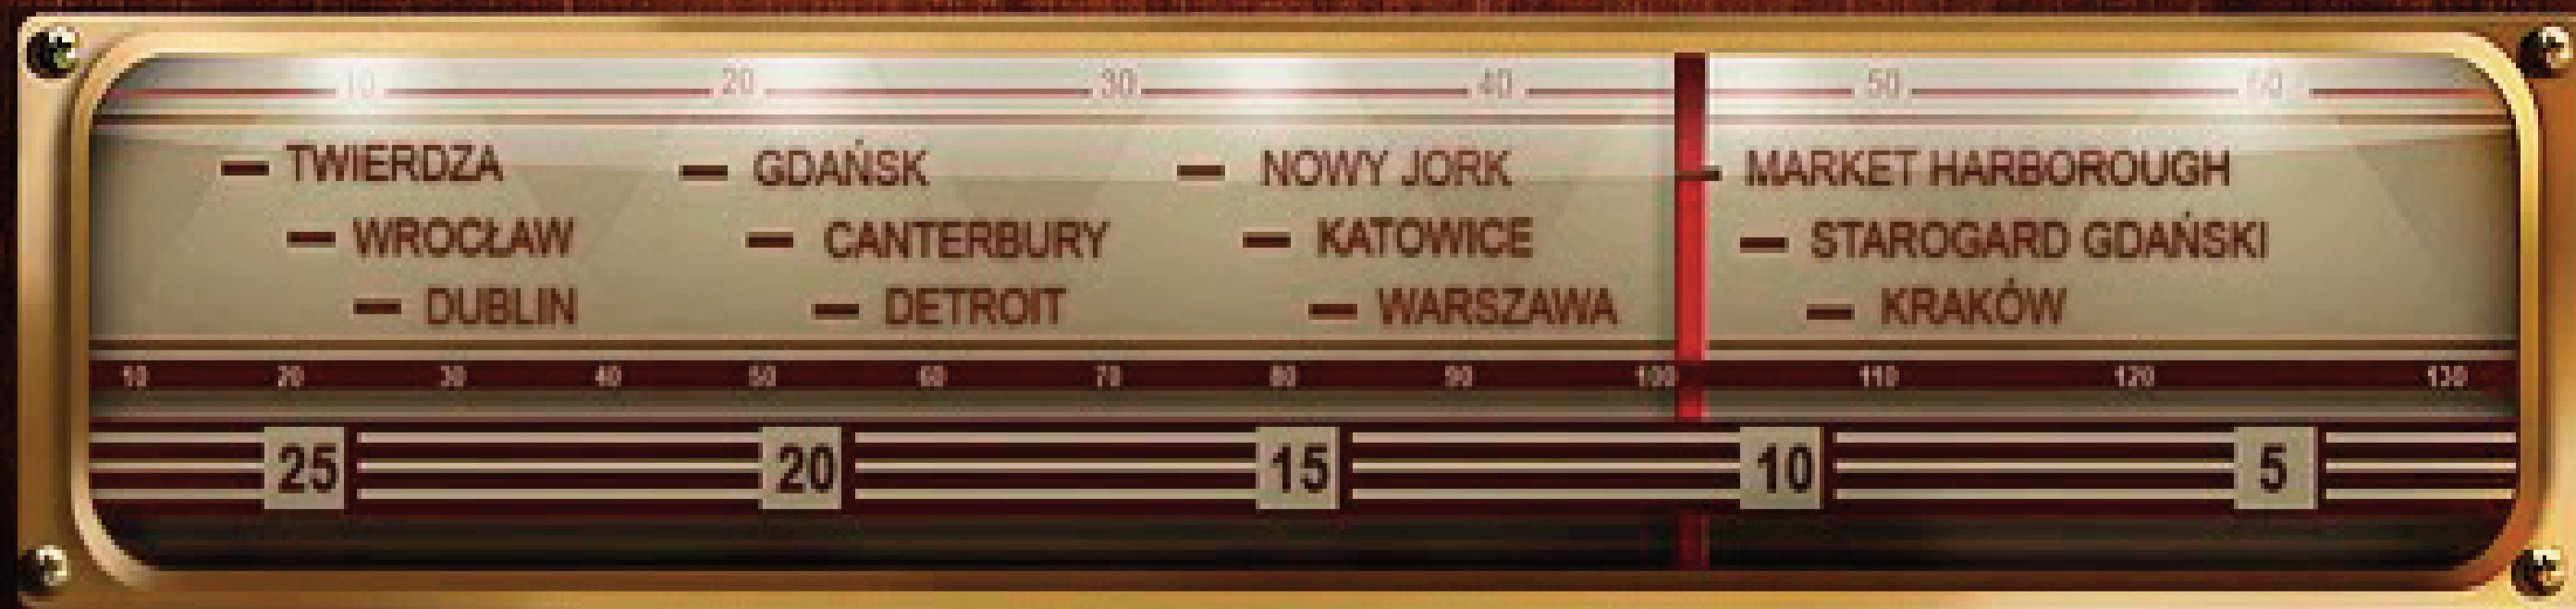 10 20 30 40 50 60
TWIERDZA GDAŃSK NOWY JORK MARKET HARBOROUGH
WROCŁAW CANTERBURY KATOWICE STAROGARD GDAŃSKI
DUBLIN DETROIT WARSZAWA KRAKÓW
10 20 30 40 50 60 70 80 90 100 110 120 130
25 20 15 10 5